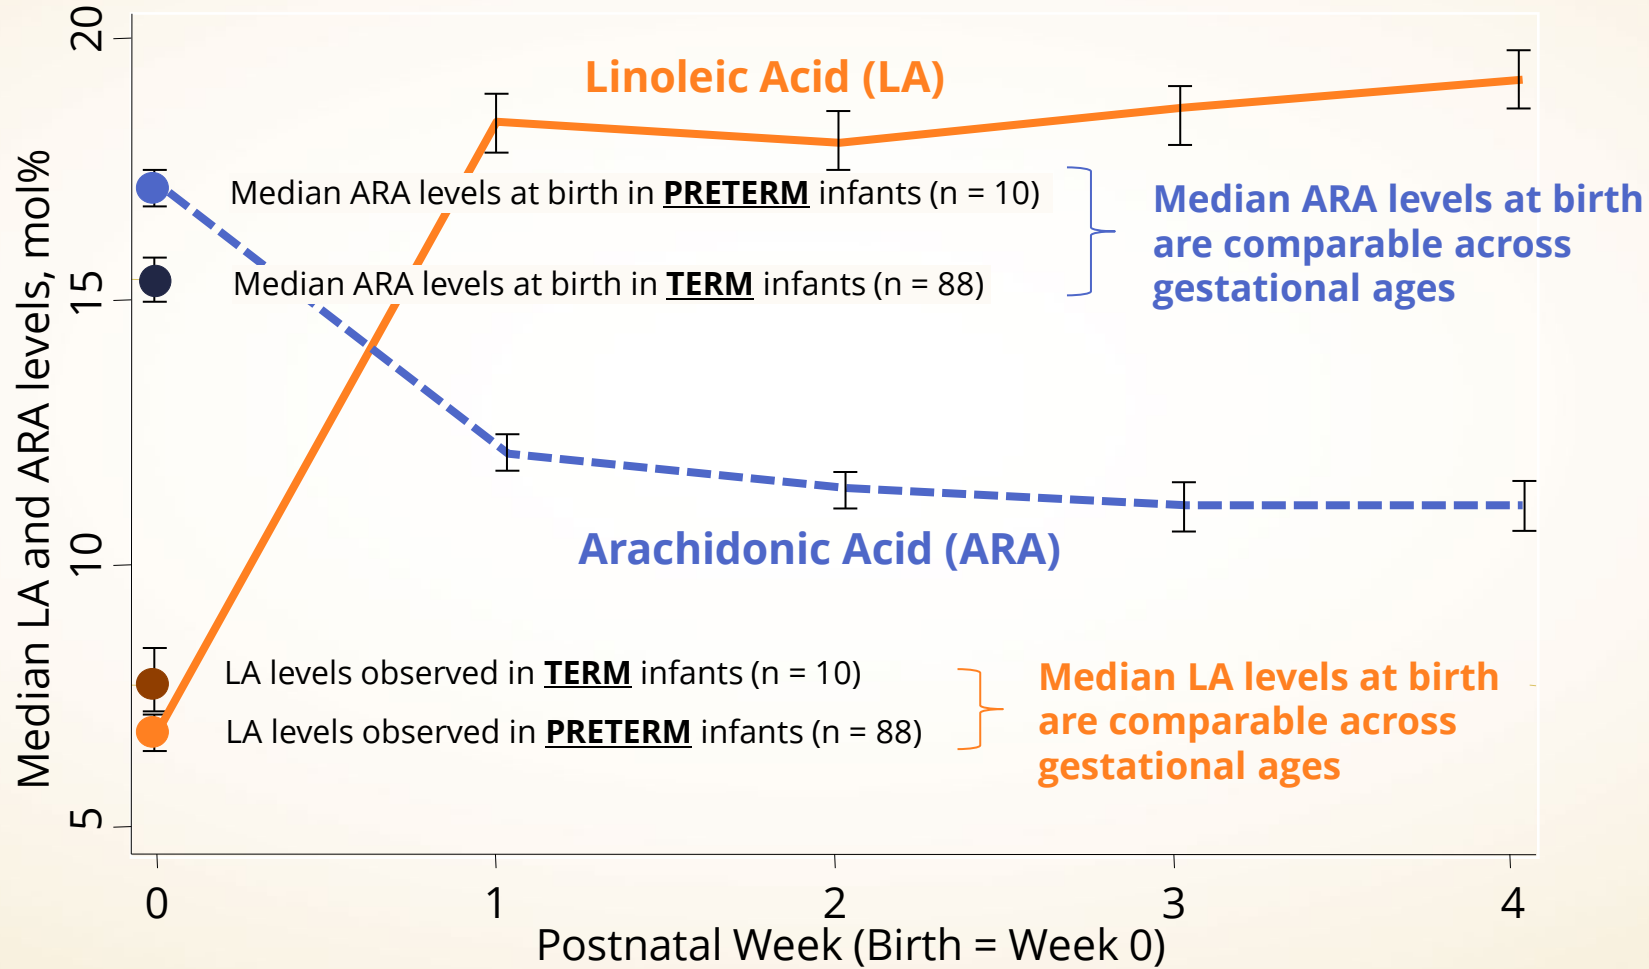 Median LA and ARA levels, mol%
20
15
10
5
Linoleic Acid (LA)
Median ARA levels at birth in PRETERM infants (n = 10)
Median ARA levels at birth in TERM infants (n = 88)
Median ARA levels at birth
are comparable across
gestational ages
Arachidonic Acid (ARA)
LA levels observed in TERM infants (n = 10)
LA levels observed in PRETERM infants (n = 88)
Median LA levels at birth
are comparable across
gestational ages
0 1 2 3 4
Postnatal Week (Birth = Week 0)